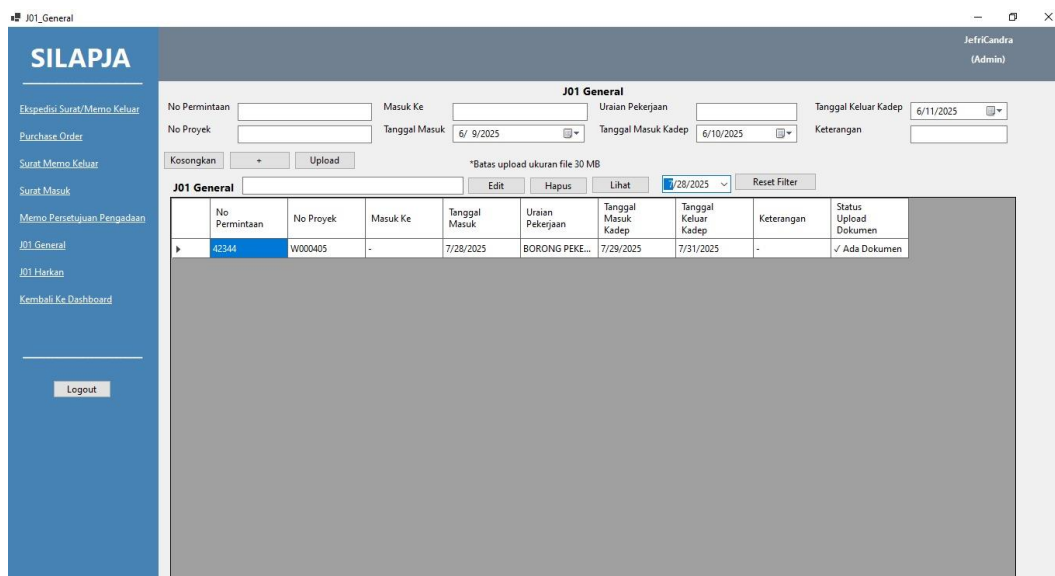 J01_General
JefriCandra
(Admin)
SILAPJA
Ekspedisi Surat/Memo Keluar
Purchase Order
Surat Memo Keluar
Surat Masuk
Memo Persetujuan Pengadaan
J01 General
J01 Harkan
Kembali Ke Dashboard
Logout
J01 General
No Permintaan Masuk Ke Uraian Pekerjaan Tanggal Keluar Kadep 6/11/2025
No Proyek Tanggal Masuk 6/ 9/2025 Tanggal Masuk Kadep 6/10/2025 Keterangan
Kosongkan + Upload *Batas upload ukuran file 30 MB
J01 General Edit Hapus Lihat 7/28/2025 Reset Filter
No Permintaan No Proyek Masuk Ke Tanggal Masuk Uraian Pekerjaan Tanggal Masuk Kadep Tanggal Keluar Kadep Keterangan Status Upload Dokumen
42344 W000405 - 7/28/2025 BORONG PEKE... 7/29/2025 7/31/2025 - ✓ Ada Dokumen